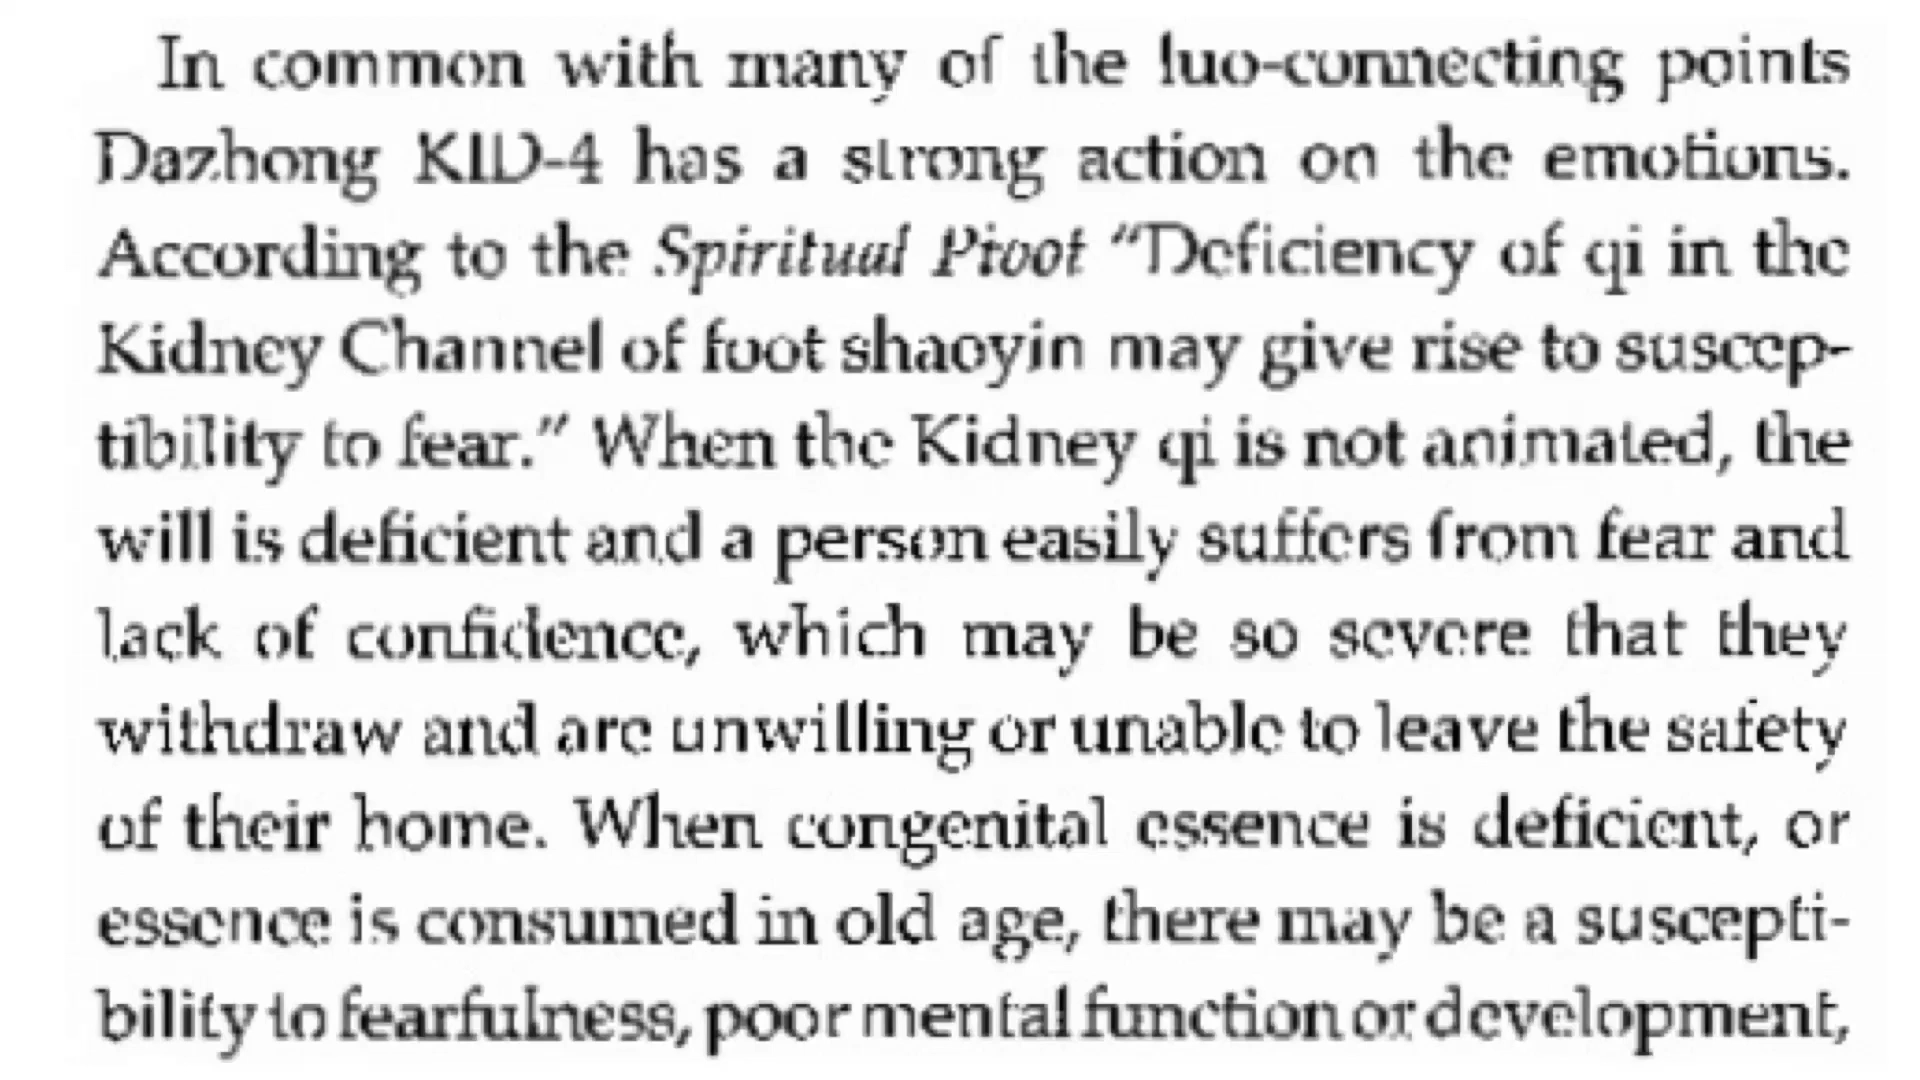 In common with many of the luo-connecting points
Dazhong KID-4 has a strong action on the emotions.
According to the Spiritual Pivot "Deficiency of qi in the
Kidney Channel of foot shaoyin may give rise to suscep-
tibility to fear." When the Kidney qi is not animated, the
will is deficient and a person easily suffers from fear and
lack of confidence, which may be so severe that they
withdraw and are unwilling or unable to leave the safety
of their home. When congenital essence is deficient, or
essence is consumed in old age, there may be a suscepti-
bility to fearfulness, poor mental function or development,